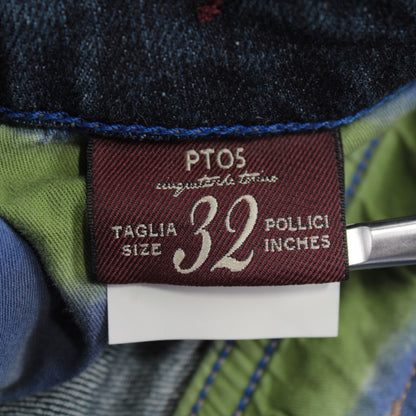 PT05
TAGLIA 32 POLLICI
SIZE INCHES